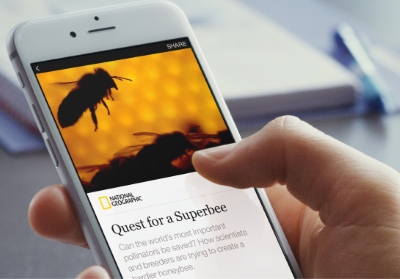 SHARE
NATIONAL
GEOGRAPHIC
Quest for a Superbee
Can the world's most important
pollinators be saved? How scientists
and breeders are trying to create a
hardier honeybee.